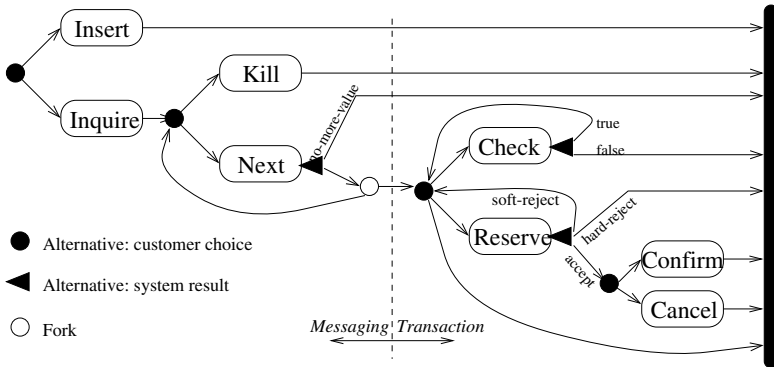 Insert
Kill
Inquire
no-more-value
Next
true
Check
false
soft-reject
hard-reject
Reserve
accept
Confirm
Cancel
Alternative: customer choice
Alternative: system result
Fork
Messaging Transaction